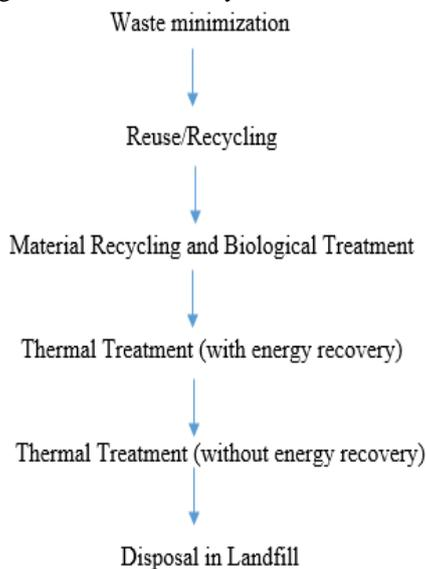 Waste minimization
Reuse/Recycling
Material Recycling and Biological Treatment
Thermal Treatment (with energy recovery)
Thermal Treatment (without energy recovery)
Disposal in Landfill